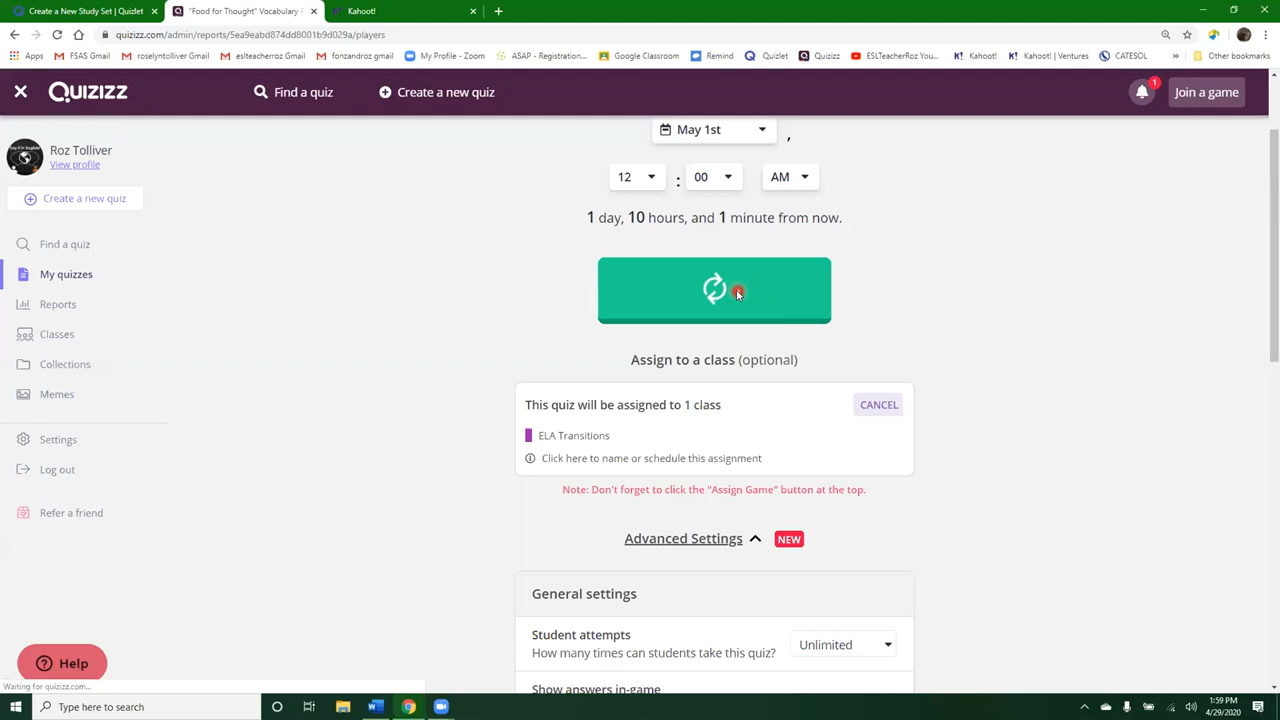 Create a New Study Set | Quizlet
"Food for Thought" Vocabulary F
Kahoot!
quizizz.com/admin/reports/5ea9eabd874dd8001b9d029a/players
Apps
FSAS Gmail
roselyntolliver Gmail
eslteacherroz Gmail
fonzandroz gmail
My Profile - Zoom
ASAP - Registration...
Google Classroom
Remind
Quizlet
Quizizz
ESLTeacherRoz You...
Kahoot!
Kahoot! | Ventures
CATESOL
»
Other bookmarks
QUIZIZZ
Find a quiz
Create a new quiz
1
Join a game
Roz Tolliver
View profile
Create a new quiz
Find a quiz
My quizzes
Reports
Classes
Collections
Memes
Settings
Log out
Refer a friend
Help
May 1st ,
12 : 00 AM
1 day, 10 hours, and 1 minute from now.
Assign to a class (optional)
This quiz will be assigned to 1 class
CANCEL
ELA Transitions
Click here to name or schedule this assignment
Note: Don't forget to click the "Assign Game" button at the top.
Advanced Settings
NEW
General settings
Student attempts
How many times can students take this quiz?
Unlimited
Show answers in-game
Waiting for quizizz.com...
Type here to search
1:59 PM
4/29/2020